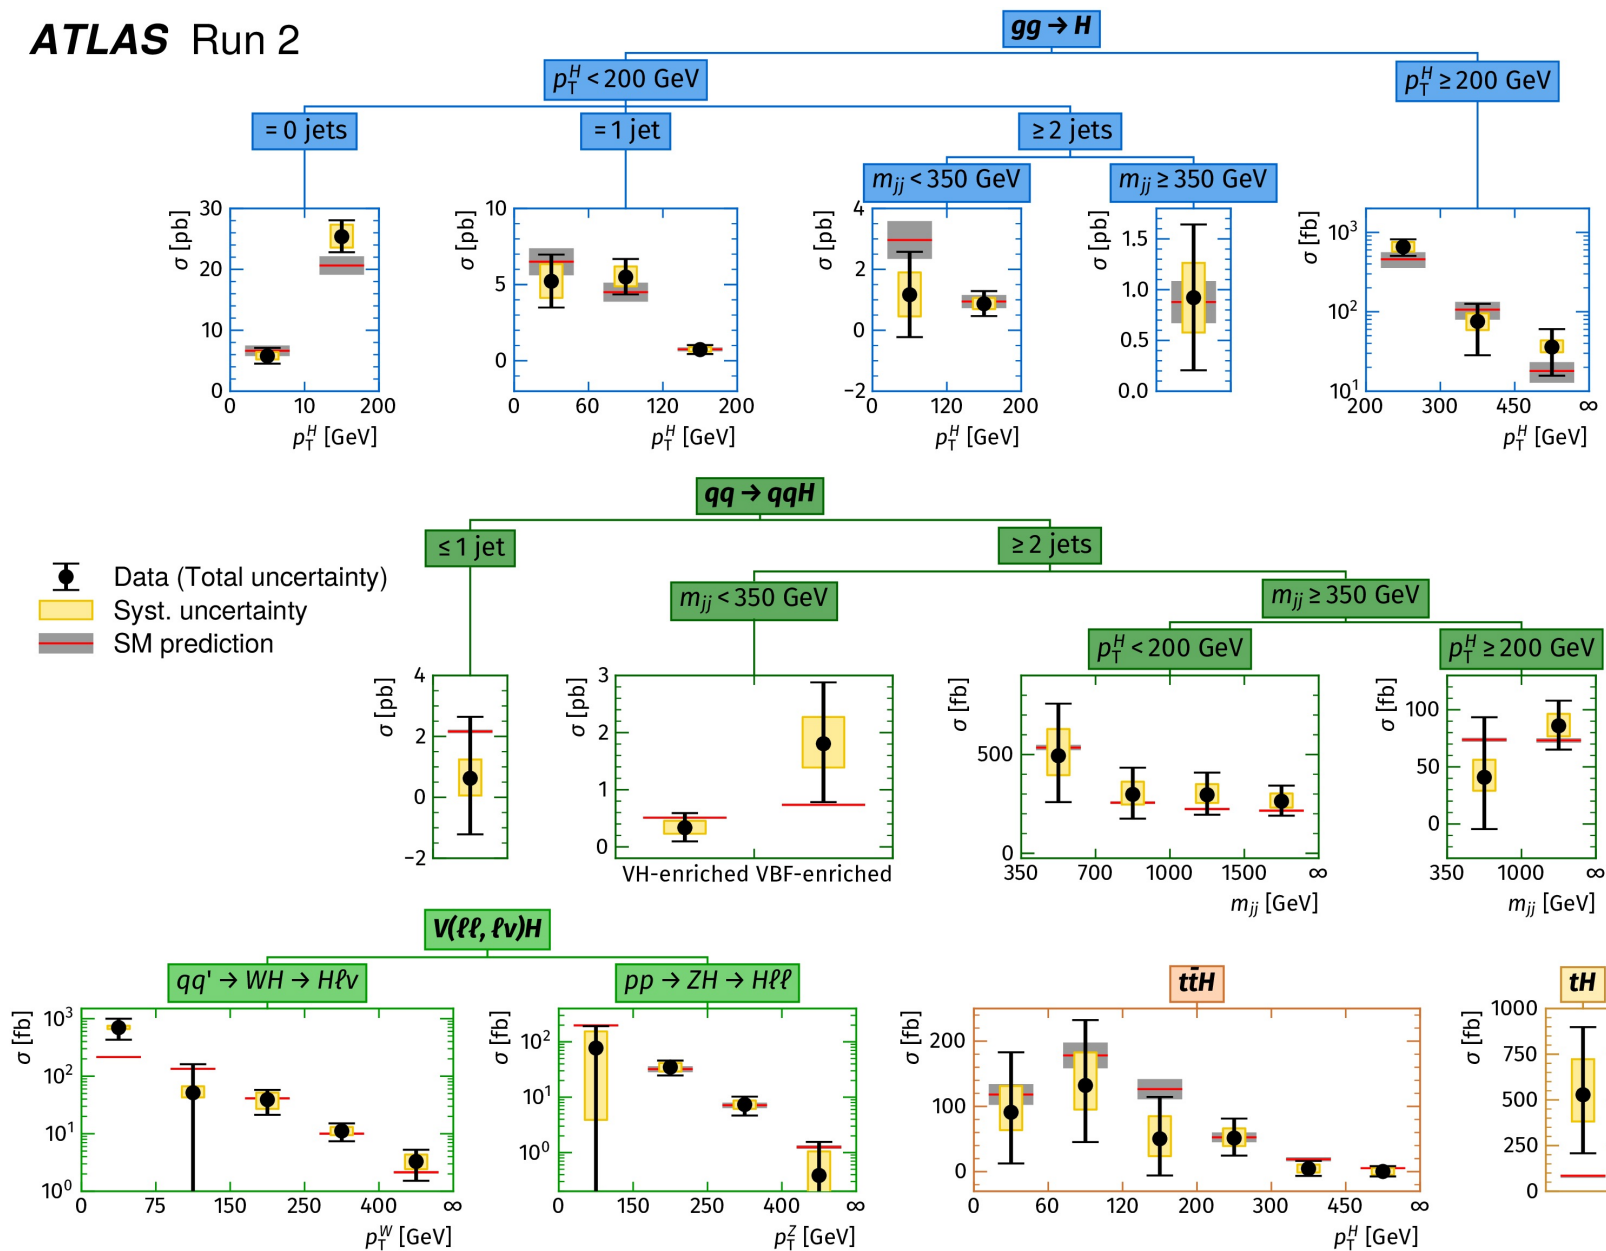 ATLAS Run 2
gg → H
p_T^H < 200 GeV
p_T^H ≥ 200 GeV
= 0 jets
= 1 jet
≥ 2 jets
m_jj < 350 GeV
m_jj ≥ 350 GeV
σ [pb]
30
20
10
0
0 10 200
p_T^H [GeV]
σ [pb]
10
5
0
0 60 120 200
p_T^H [GeV]
σ [pb]
4
2
0
−2
0 120 200
p_T^H [GeV]
σ [pb]
1.5
1.0
0.5
0.0
σ [fb]
10^3
10^2
10^1
200 300 450 ∞
p_T^H [GeV]
qq → qqH
≤ 1 jet
≥ 2 jets
Data (Total uncertainty)
Syst. uncertainty
SM prediction
m_jj < 350 GeV
m_jj ≥ 350 GeV
p_T^H < 200 GeV
p_T^H ≥ 200 GeV
σ [pb]
4
2
0
−2
σ [pb]
3
2
1
0
VH-enriched VBF-enriched
σ [fb]
500
0
350 700 1000 1500 ∞
m_jj [GeV]
σ [fb]
100
50
0
350 1000 ∞
m_jj [GeV]
V(ℓℓ, ℓν)H
qq' → WH → Hℓν
pp → ZH → Hℓℓ
tt̄H
tH
σ [fb]
10^3
10^2
10^1
10^0
0 75 150 250 400 ∞
p_T^W [GeV]
σ [fb]
10^2
10^1
10^0
0 150 250 400 ∞
p_T^Z [GeV]
σ [fb]
200
100
0
0 60 120 200 300 450 ∞
p_T^H [GeV]
σ [fb]
1000
750
500
250
0